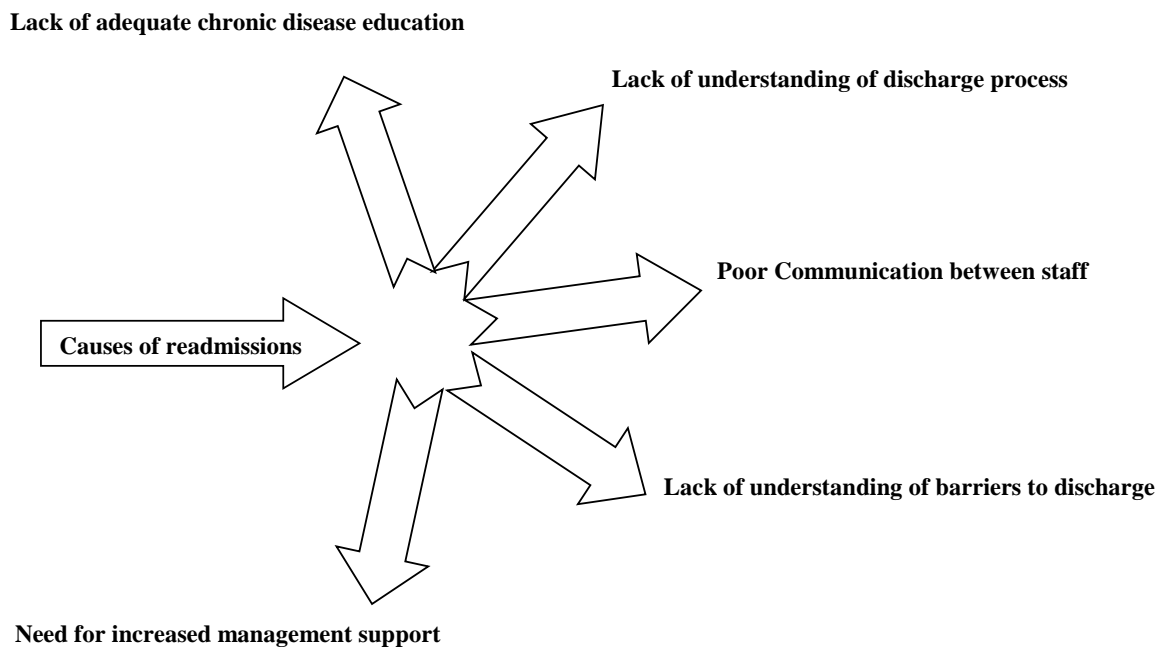 Lack of adequate chronic disease education
Lack of understanding of discharge process
Poor Communication between staff
Causes of readmissions
Lack of understanding of barriers to discharge
Need for increased management support